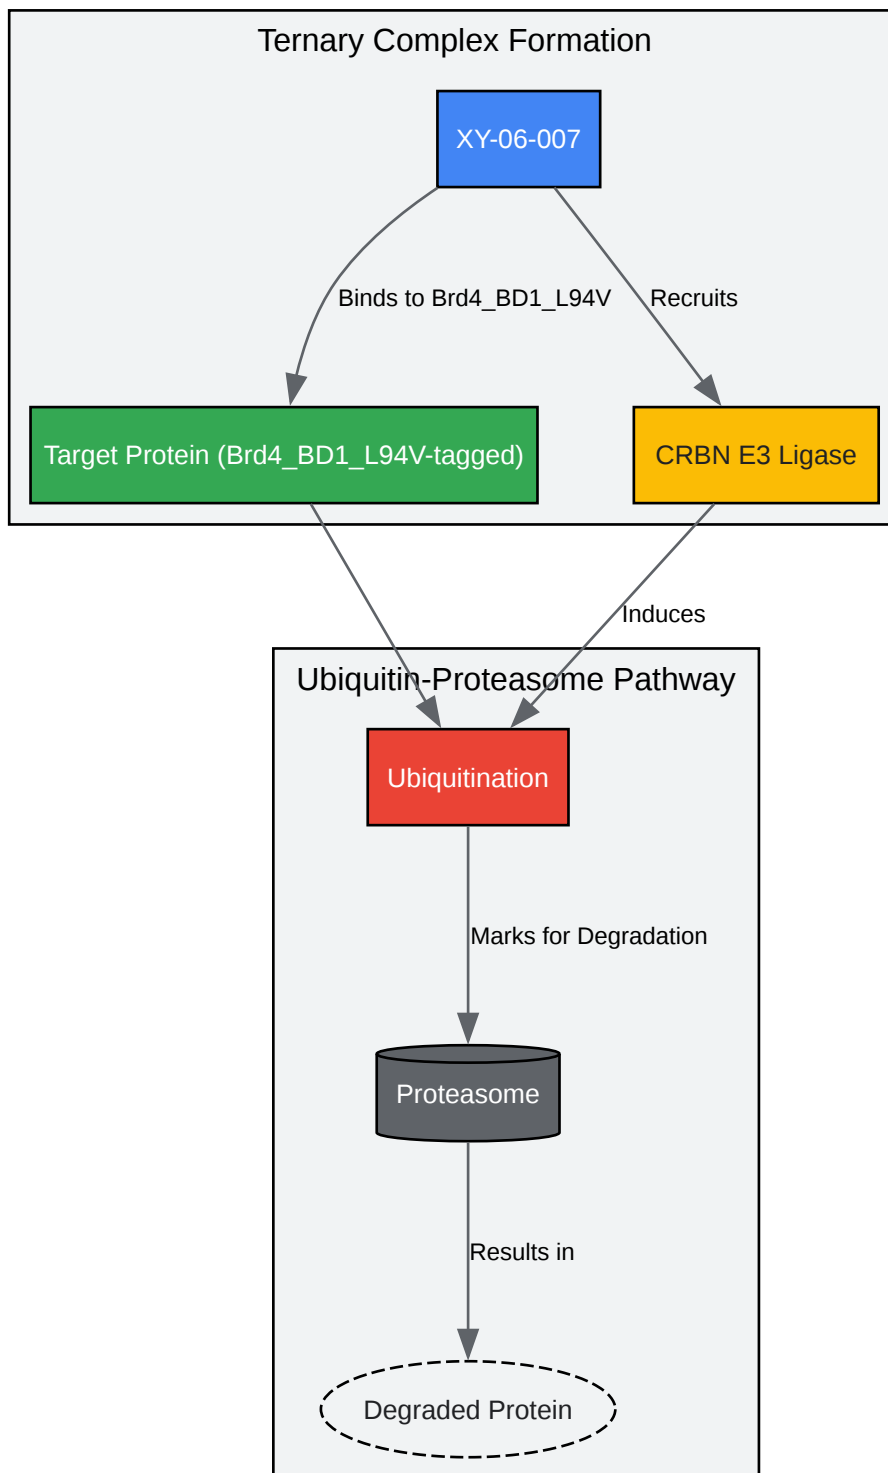 Ternary Complex Formation
XY-06-007
Binds to Brd4_BD1_L94V
Recruits
Target Protein (Brd4_BD1_L94V-tagged)
CRBN E3 Ligase
Induces
Ubiquitin-Proteasome Pathway
Ubiquitination
Marks for Degradation
Proteasome
Results in
Degraded Protein